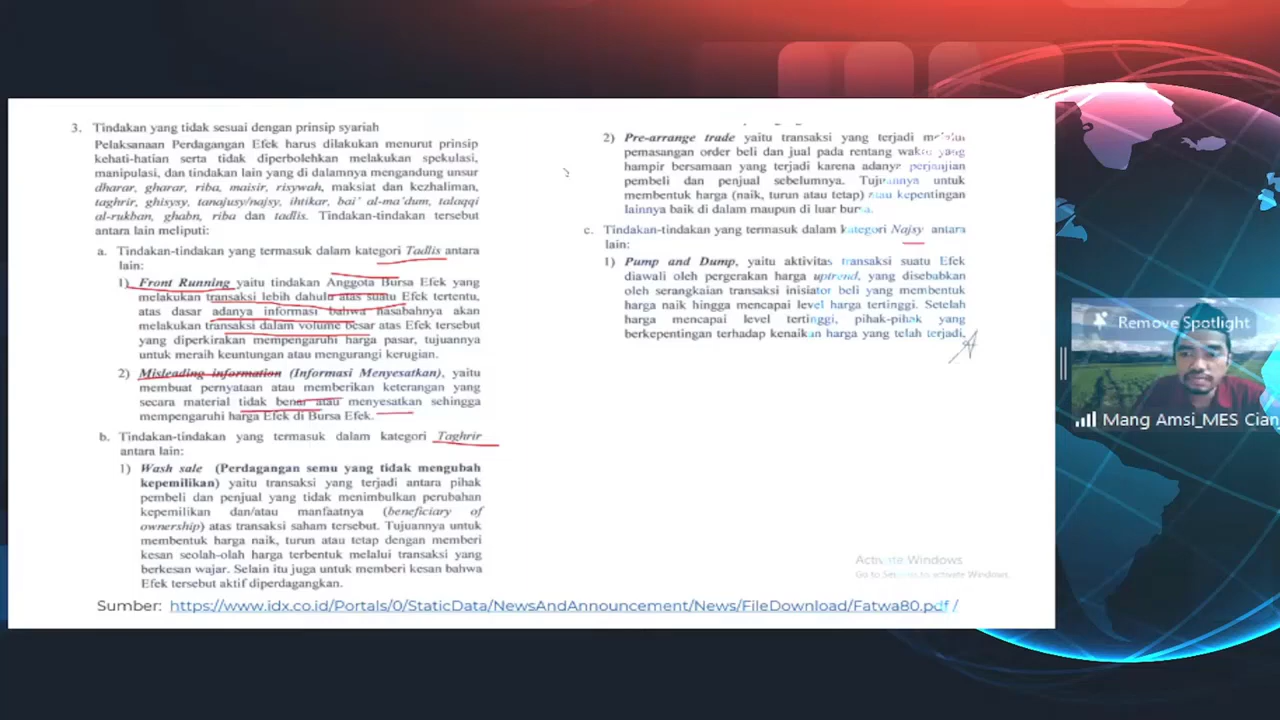 3. Tindakan yang tidak sesuai dengan prinsip syariah
Pelaksanaan Perdagangan Efek harus dilakukan menurut prinsip
kehati-hatian serta tidak diperbolehkan melakukan spekulasi,
manipulasi, dan tindakan lain yang di dalamnya mengandung unsur
dharar, gharar, riba, maisir, risywah, maksiat dan kezhaliman,
taghrir, ghisysy, tanajusy/najsy, ihtikar, bai' al-ma'dum, talaqqi
al-rukban, ghabn, riba dan tadlis. Tindakan-tindakan tersebut
antara lain meliputi:
a. Tindakan-tindakan yang termasuk dalam kategori Tadlis antara
lain:
1) Front Running yaitu tindakan Anggota Bursa Efek yang
melakukan transaksi lebih dahulu atas suatu Efek tertentu,
atas dasar adanya informasi bahwa nasabahnya akan
melakukan transaksi dalam volume besar atas Efek tersebut
yang diperkirakan mempengaruhi harga pasar, tujuannya
untuk meraih keuntungan atau mengurangi kerugian.
2) Misleading information (Informasi Menyesatkan), yaitu
membuat pernyataan atau memberikan keterangan yang
secara material tidak benar atau menyesatkan sehingga
mempengaruhi harga Efek di Bursa Efek.
b. Tindakan-tindakan yang termasuk dalam kategori Taghrir
antara lain:
1) Wash sale (Perdagangan semu yang tidak mengubah
kepemilikan) yaitu transaksi yang terjadi antara pihak
pembeli dan penjual yang tidak menimbulkan perubahan
kepemilikan dan/atau manfaatnya (beneficiary of
ownership) atas transaksi saham tersebut. Tujuannya untuk
membentuk harga naik, turun atau tetap dengan memberi
kesan seolah-olah harga terbentuk melalui transaksi yang
berkesan wajar. Selain itu juga untuk memberi kesan bahwa
Efek tersebut aktif diperdagangkan.
2) Pre-arrange trade yaitu transaksi yang terjadi melalui
pemasangan order beli dan jual pada rentang waktu yang
hampir bersamaan yang terjadi karena adanya perjanjian
pembeli dan penjual sebelumnya. Tujuannya untuk
membentuk harga (naik, turun atau tetap) atau kepentingan
lainnya baik di dalam maupun di luar bursa.
c. Tindakan-tindakan yang termasuk dalam kategori Najsy antara
lain:
1) Pump and Dump, yaitu aktivitas transaksi suatu Efek
diawali oleh pergerakan harga uptrend, yang disebabkan
oleh serangkaian transaksi inisiator beli yang membentuk
harga naik hingga mencapai level harga tertinggi. Setelah
harga mencapai level tertinggi, pihak-pihak yang
berkepentingan terhadap kenaikan harga yang telah terjadi,
Sumber: https://www.idx.co.id/Portals/0/StaticData/NewsAndAnnouncement/News/FileDownload/Fatwa80.pdf /
Activate Windows
Go to Settings to activate Windows.
Remove Spotlight
Mang Amsi_MES Cian